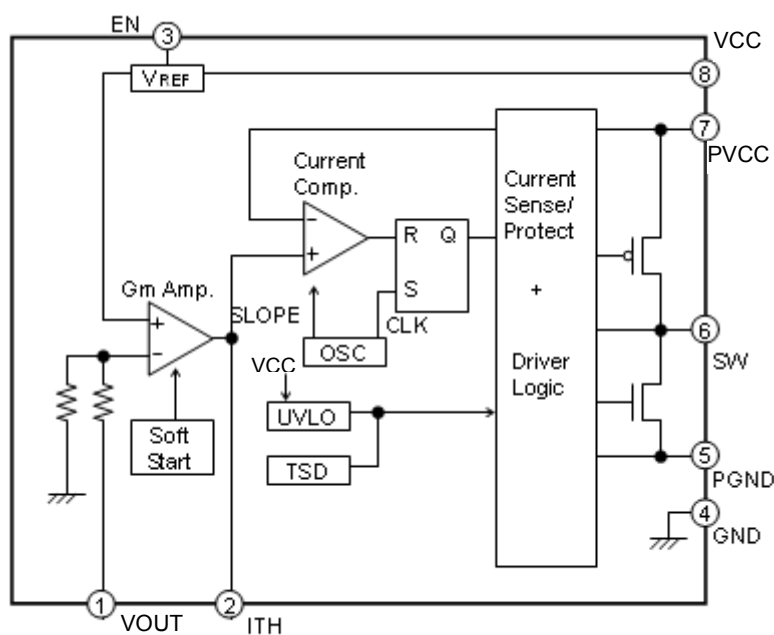 EN
3
VCC
VREF
8
7
PVCC
Current
Comp.
Current
Sense/
Protect
+
Driver
Logic
−
+
R Q
S
Gm Amp.
+
−
SLOPE
CLK
OSC
6
SW
VCC
UVLO
TSD
Soft
Start
5
PGND
4
GND
1
VOUT
2
ITH